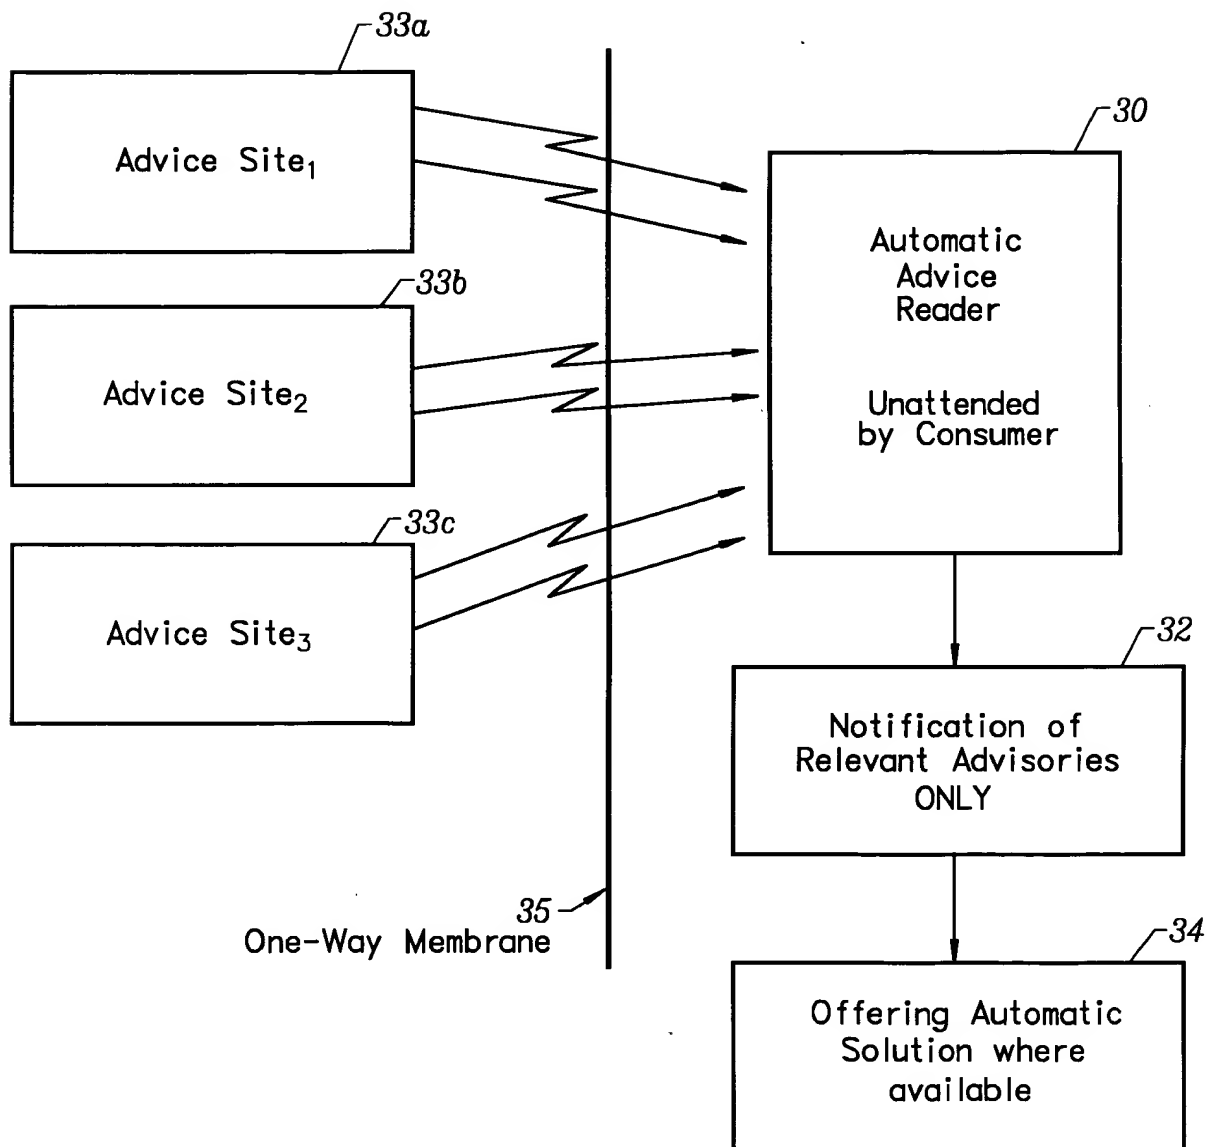 33a
Advice Site₁
33b
Advice Site₂
33c
Advice Site₃
35
One-Way Membrane
30
Automatic
Advice
Reader
Unattended
by Consumer
32
Notification of
Relevant Advisories
ONLY
34
Offering Automatic
Solution where
available